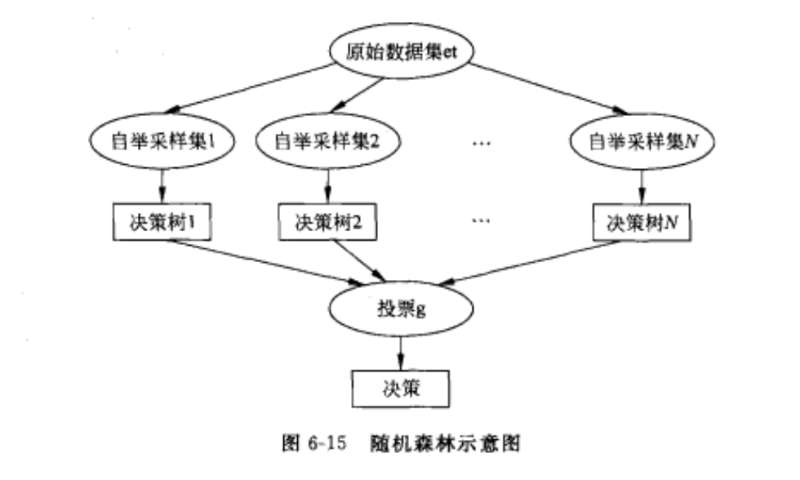 原始数据集et
自举采样集1
自举采样集2
…
自举采样集N
决策树1
决策树2
…
决策树N
投票g
决策
图 6-15 随机森林示意图